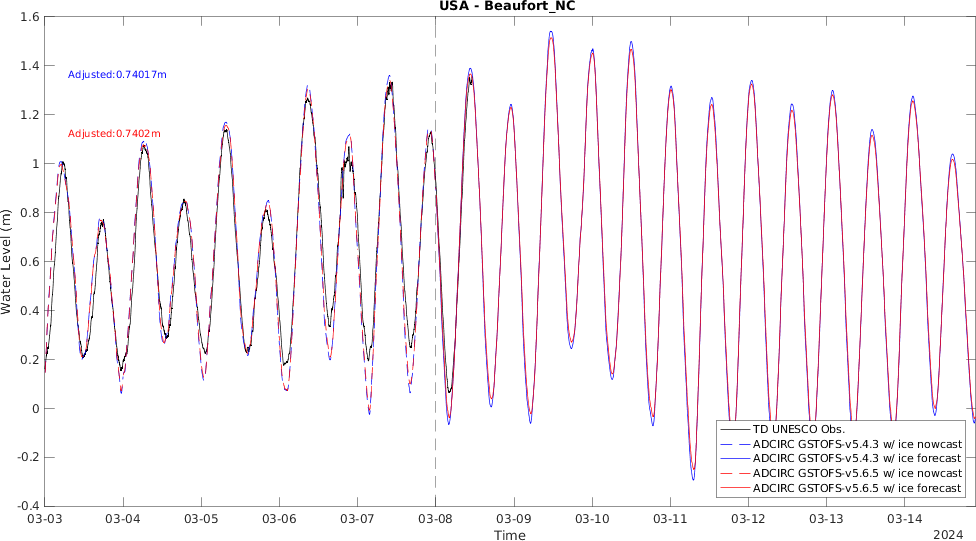 USA - Beaufort_NC
1.6
1.4
1.2
1
0.8
0.6
0.4
0.2
0
-0.2
-0.4
Water Level (m)
Adjusted:0.74017m
Adjusted:0.7402m
TD UNESCO Obs.
ADCIRC GSTOFS-v5.4.3 w/ ice nowcast
ADCIRC GSTOFS-v5.4.3 w/ ice forecast
ADCIRC GSTOFS-v5.6.5 w/ ice nowcast
ADCIRC GSTOFS-v5.6.5 w/ ice forecast
03-03 03-04 03-05 03-06 03-07 03-08 03-09 03-10 03-11 03-12 03-13 03-14
Time
2024